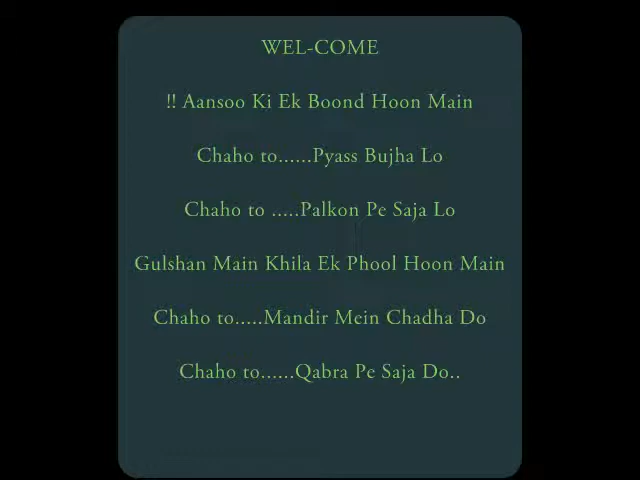 WEL-COME
!! Aansoo Ki Ek Boond Hoon Main
Chaho to......Pyass Bujha Lo
Chaho to .....Palkon Pe Saja Lo
Gulshan Main Khila Ek Phool Hoon Main
Chaho to.....Mandir Mein Chadha Do
Chaho to......Qabra Pe Saja Do..